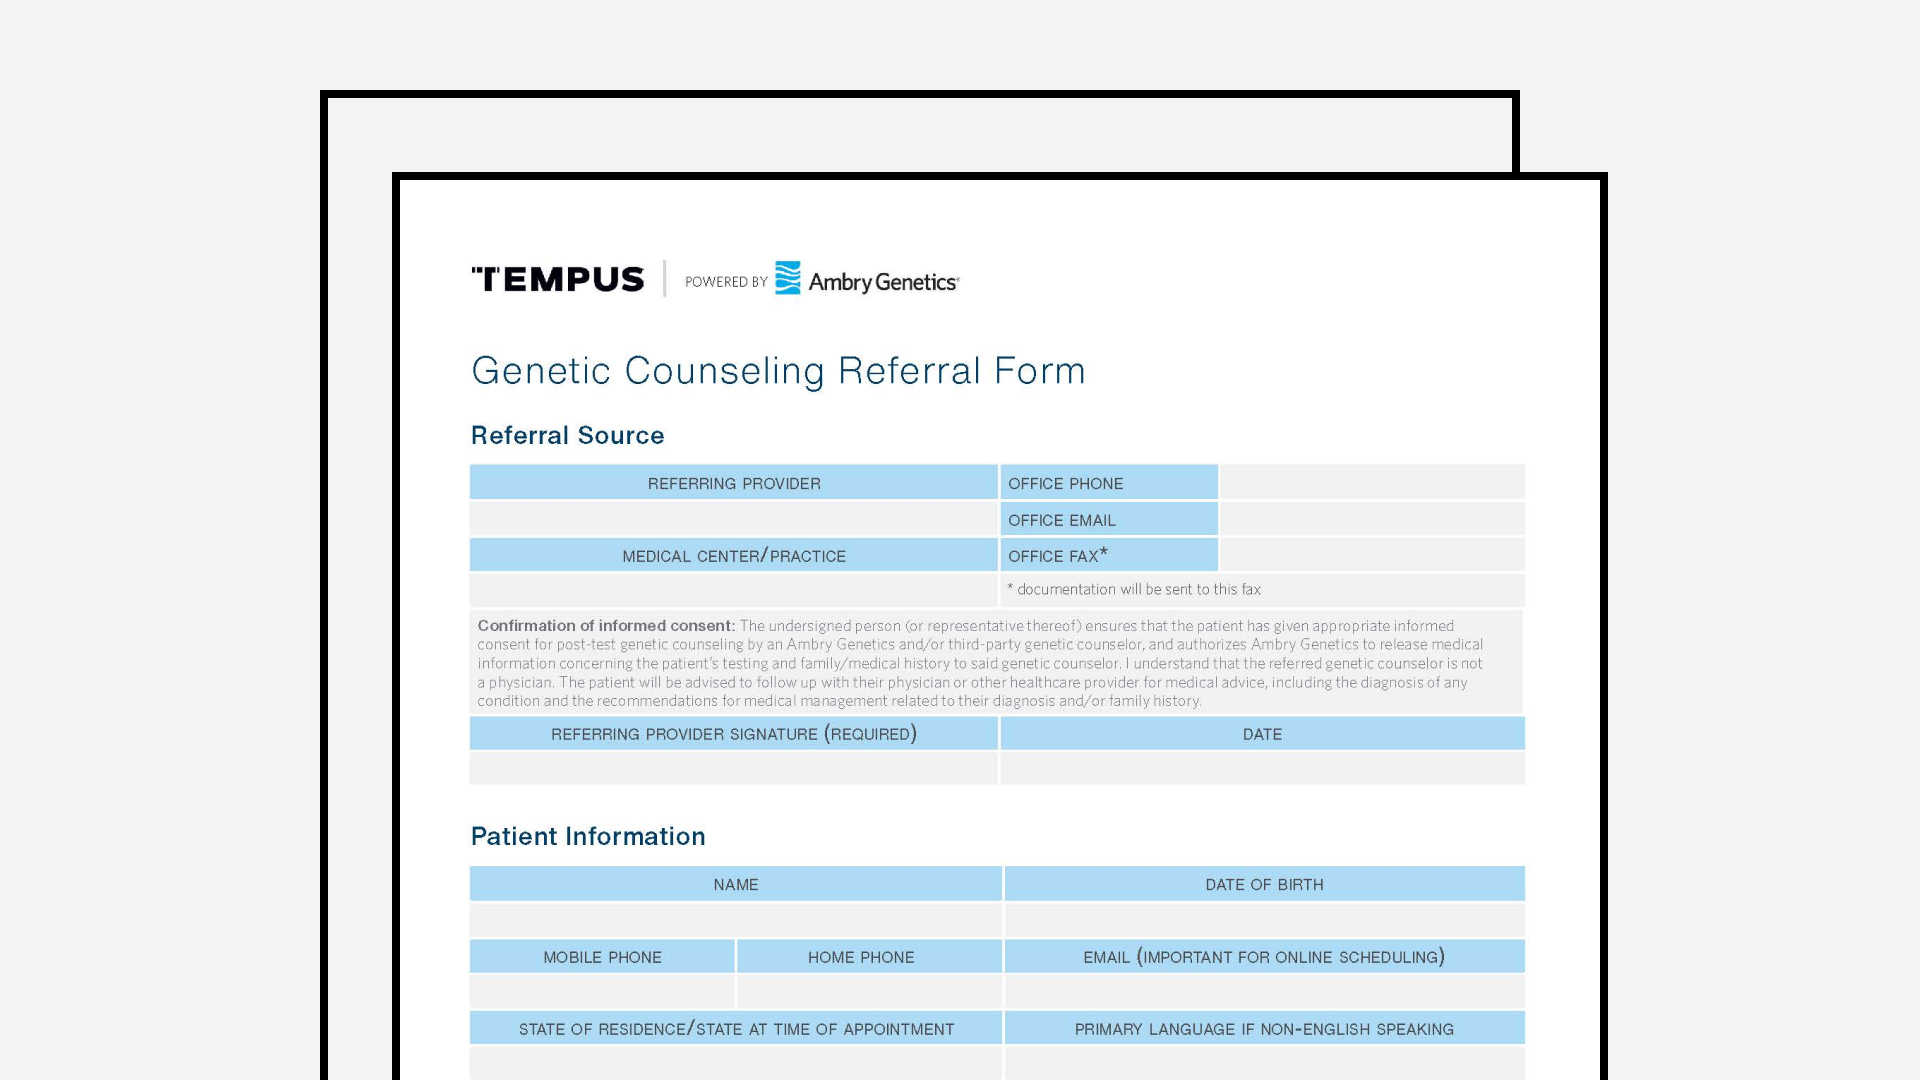 TEMPUS POWERED BY Ambry Genetics®
Genetic Counseling Referral Form
Referral Source
REFERRING PROVIDER OFFICE PHONE
OFFICE EMAIL
MEDICAL CENTER/PRACTICE OFFICE FAX*
* documentation will be sent to this fax
Confirmation of informed consent: The undersigned person (or representative thereof) ensures that the patient has given appropriate informed
consent for post-test genetic counseling by an Ambry Genetics and/or third-party genetic counselor, and authorizes Ambry Genetics to release medical
information concerning the patient's testing and family/medical history to said genetic counselor. I understand that the referred genetic counselor is not
a physician. The patient will be advised to follow up with their physician or other healthcare provider for medical advice, including the diagnosis of any
condition and the recommendations for medical management related to their diagnosis and/or family history.
REFERRING PROVIDER SIGNATURE (REQUIRED) DATE
Patient Information
NAME DATE OF BIRTH
MOBILE PHONE HOME PHONE EMAIL (IMPORTANT FOR ONLINE SCHEDULING)
STATE OF RESIDENCE/STATE AT TIME OF APPOINTMENT PRIMARY LANGUAGE IF NON-ENGLISH SPEAKING